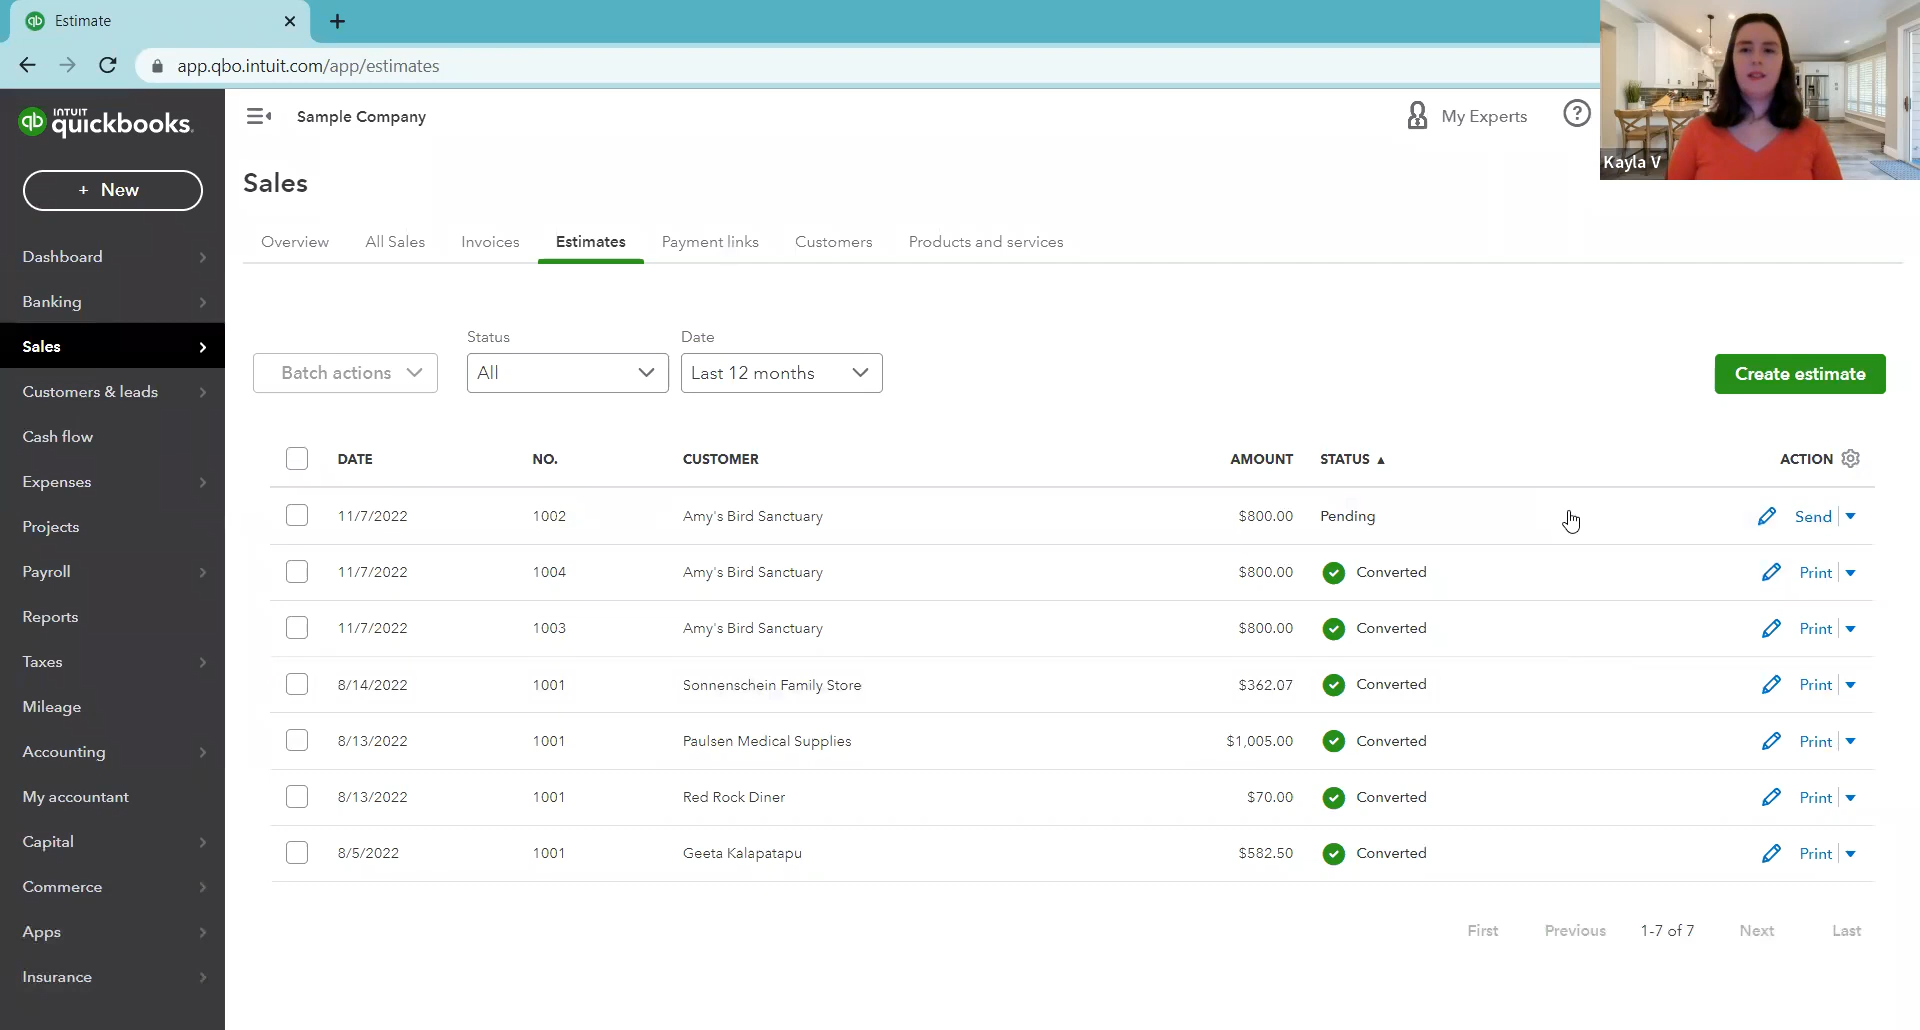 Estimate
app.qbo.intuit.com/app/estimates
Kayla V
INTUIT
quickbooks.
qb
Sample Company
My Experts
+ New
Sales
Overview All Sales Invoices Estimates Payment links Customers Products and services
Dashboard
Banking
Sales
Customers & leads
Cash flow
Expenses
Projects
Payroll
Reports
Taxes
Mileage
Accounting
My accountant
Capital
Commerce
Apps
Insurance
Status Date
Batch actions All Last 12 months Create estimate
DATE NO. CUSTOMER AMOUNT STATUS ▲ ACTION
11/7/2022 1002 Amy's Bird Sanctuary $800.00 Pending Send
11/7/2022 1004 Amy's Bird Sanctuary $800.00 Converted Print
11/7/2022 1003 Amy's Bird Sanctuary $800.00 Converted Print
8/14/2022 1001 Sonnenschein Family Store $362.07 Converted Print
8/13/2022 1001 Paulsen Medical Supplies $1,005.00 Converted Print
8/13/2022 1001 Red Rock Diner $70.00 Converted Print
8/5/2022 1001 Geeta Kalapatapu $582.50 Converted Print
First Previous 1-7 of 7 Next Last